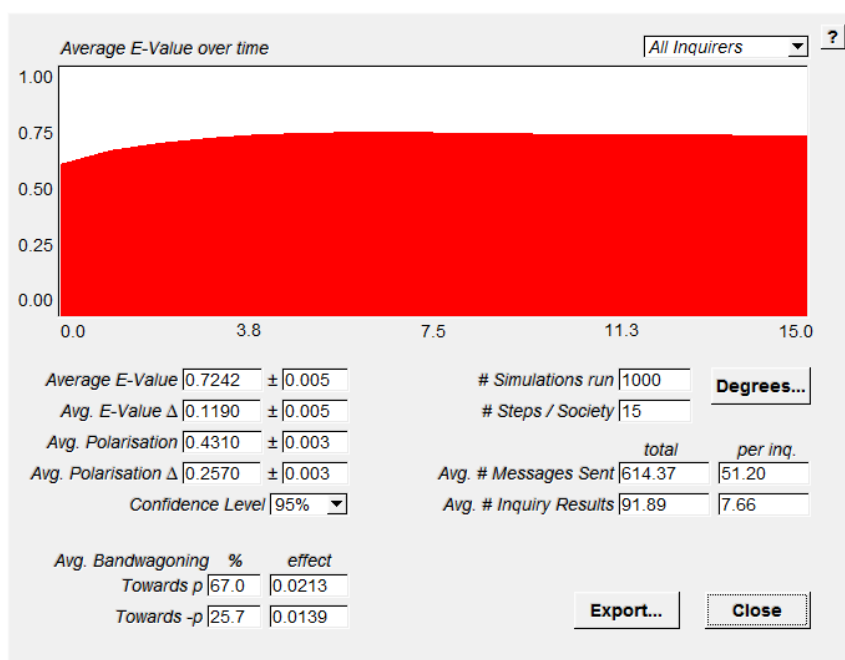 Average E-Value over time All Inquirers ?
1.00
0.75
0.50
0.25
0.00
0.0 3.8 7.5 11.3 15.0
Average E-Value 0.7242 ± 0.005 # Simulations run 1000 Degrees...
Avg. E-Value Δ 0.1190 ± 0.005 # Steps / Society 15
Avg. Polarisation 0.4310 ± 0.003 total per inq.
Avg. Polarisation Δ 0.2570 ± 0.003 Avg. # Messages Sent 614.37 51.20
Confidence Level 95% Avg. # Inquiry Results 91.89 7.66
Avg. Bandwagoning % effect
Towards p 67.0 0.0213
Towards -p 25.7 0.0139
Export... Close